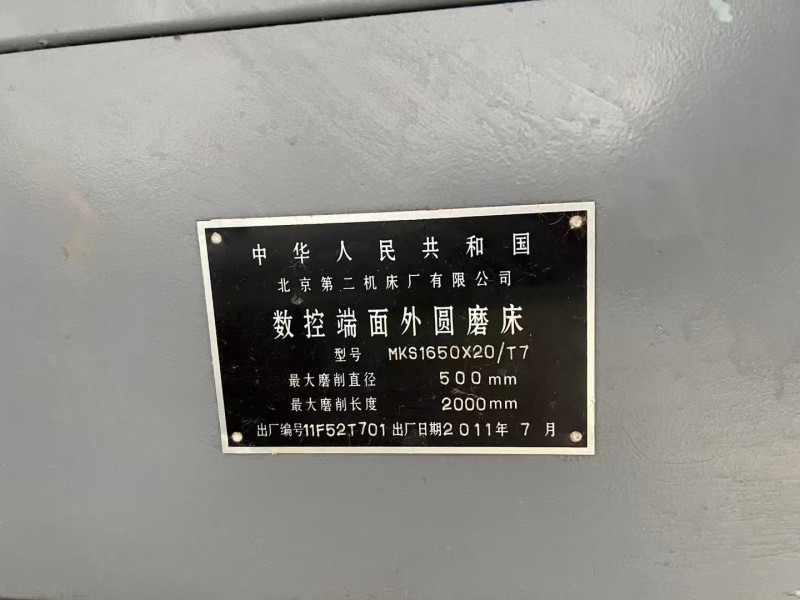 中华人民共和国
北京第二机床厂有限公司
数控端面外圆磨床
型号 MKS1650X20/T7
最大磨削直径 500mm
最大磨削长度 2000mm
出厂编号11F52T701 出厂日期2011年7月